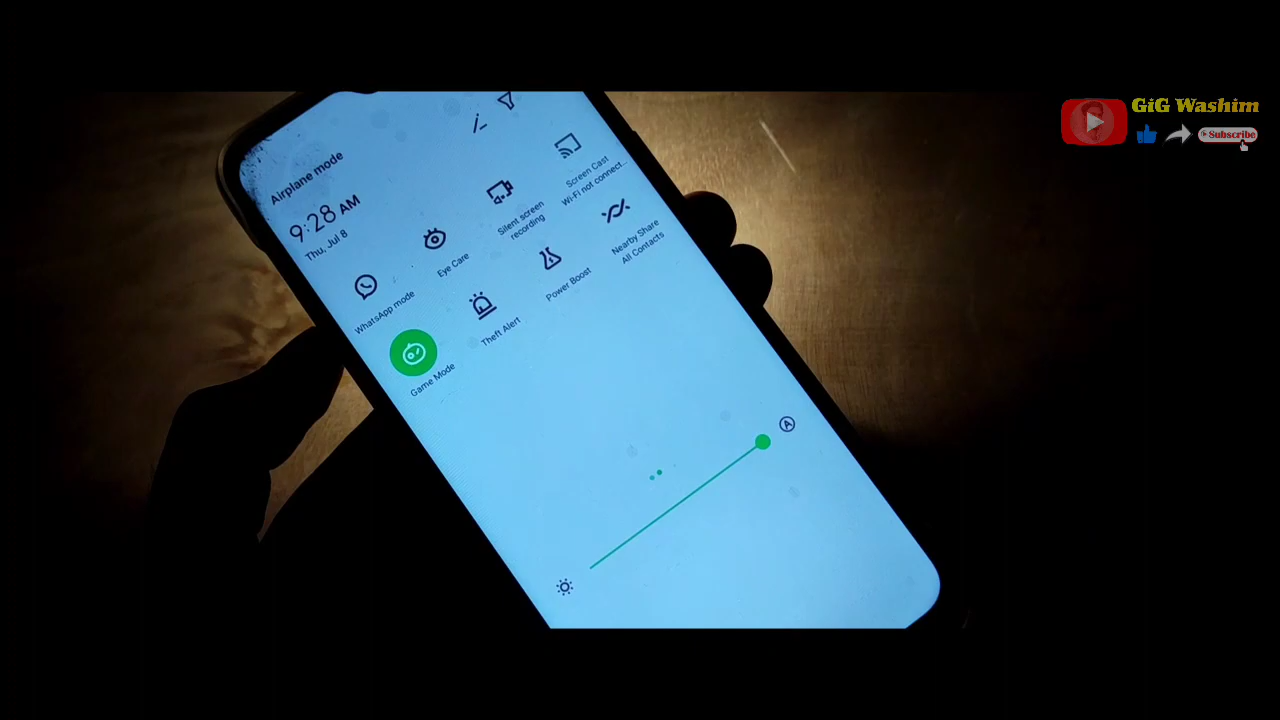 GiG Washim
Subscribe
Airplane mode
9:28 AM
Thu, Jul 8
WhatsApp mode
Eye Care
Silent screen
recording
Screen Cast
Wi-Fi not connect...
Game Mode
Theft Alert
Power Boost
Nearby Share
All Contacts
A